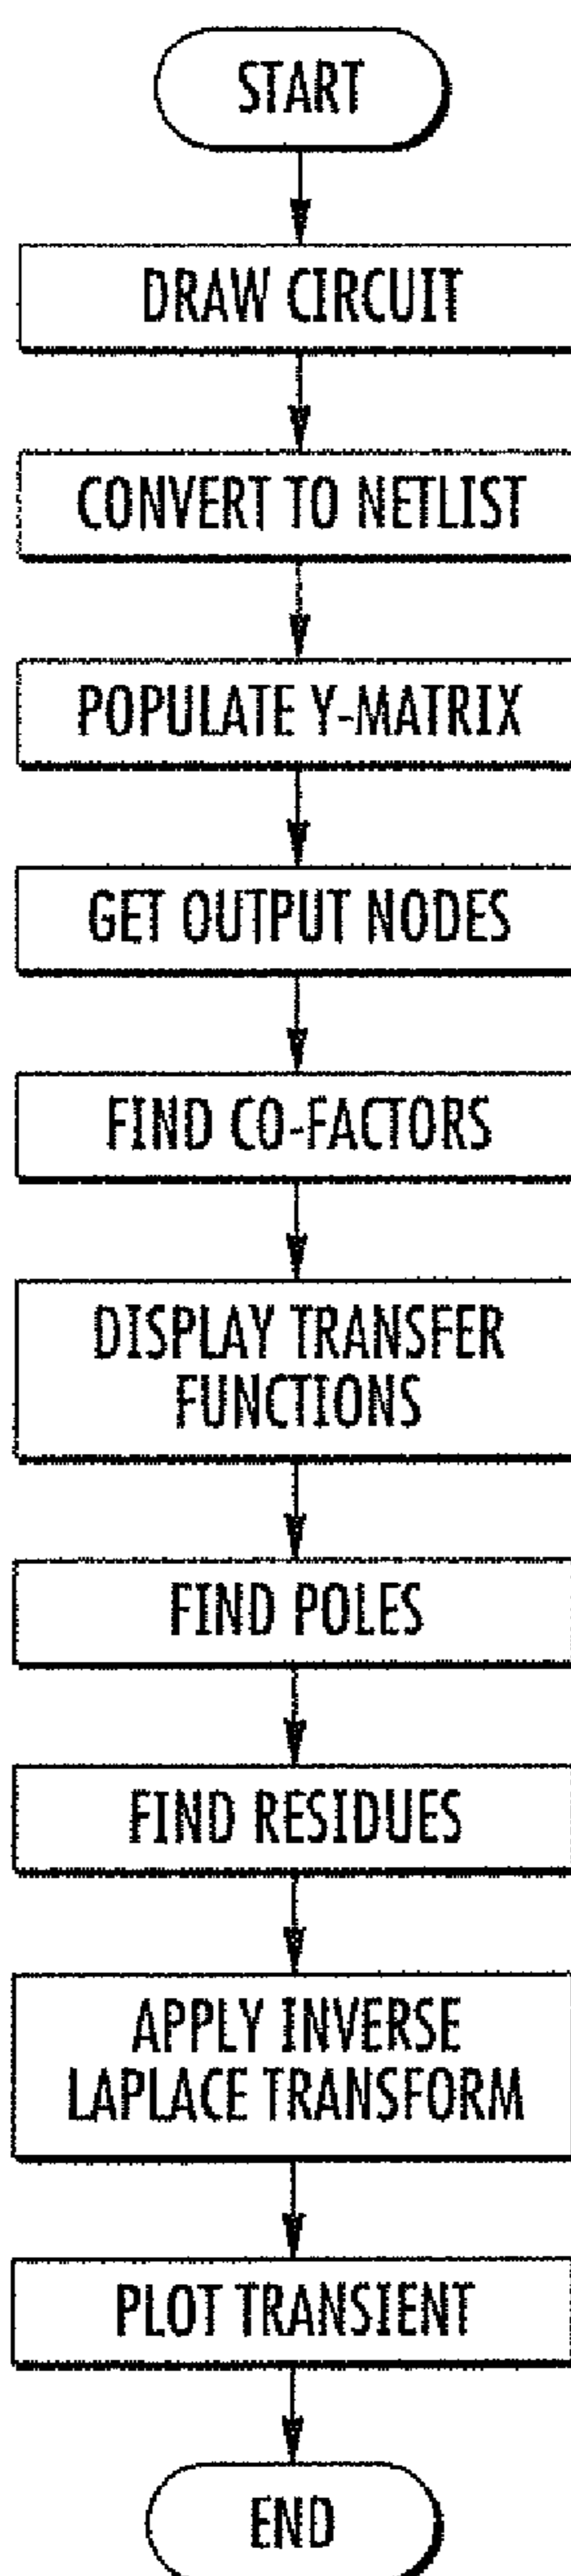 START
DRAW CIRCUIT
CONVERT TO NETLIST
POPULATE Y-MATRIX
GET OUTPUT NODES
FIND CO-FACTORS
DISPLAY TRANSFER
FUNCTIONS
FIND POLES
FIND RESIDUES
APPLY INVERSE
LAPLACE TRANSFORM
PLOT TRANSIENT
END